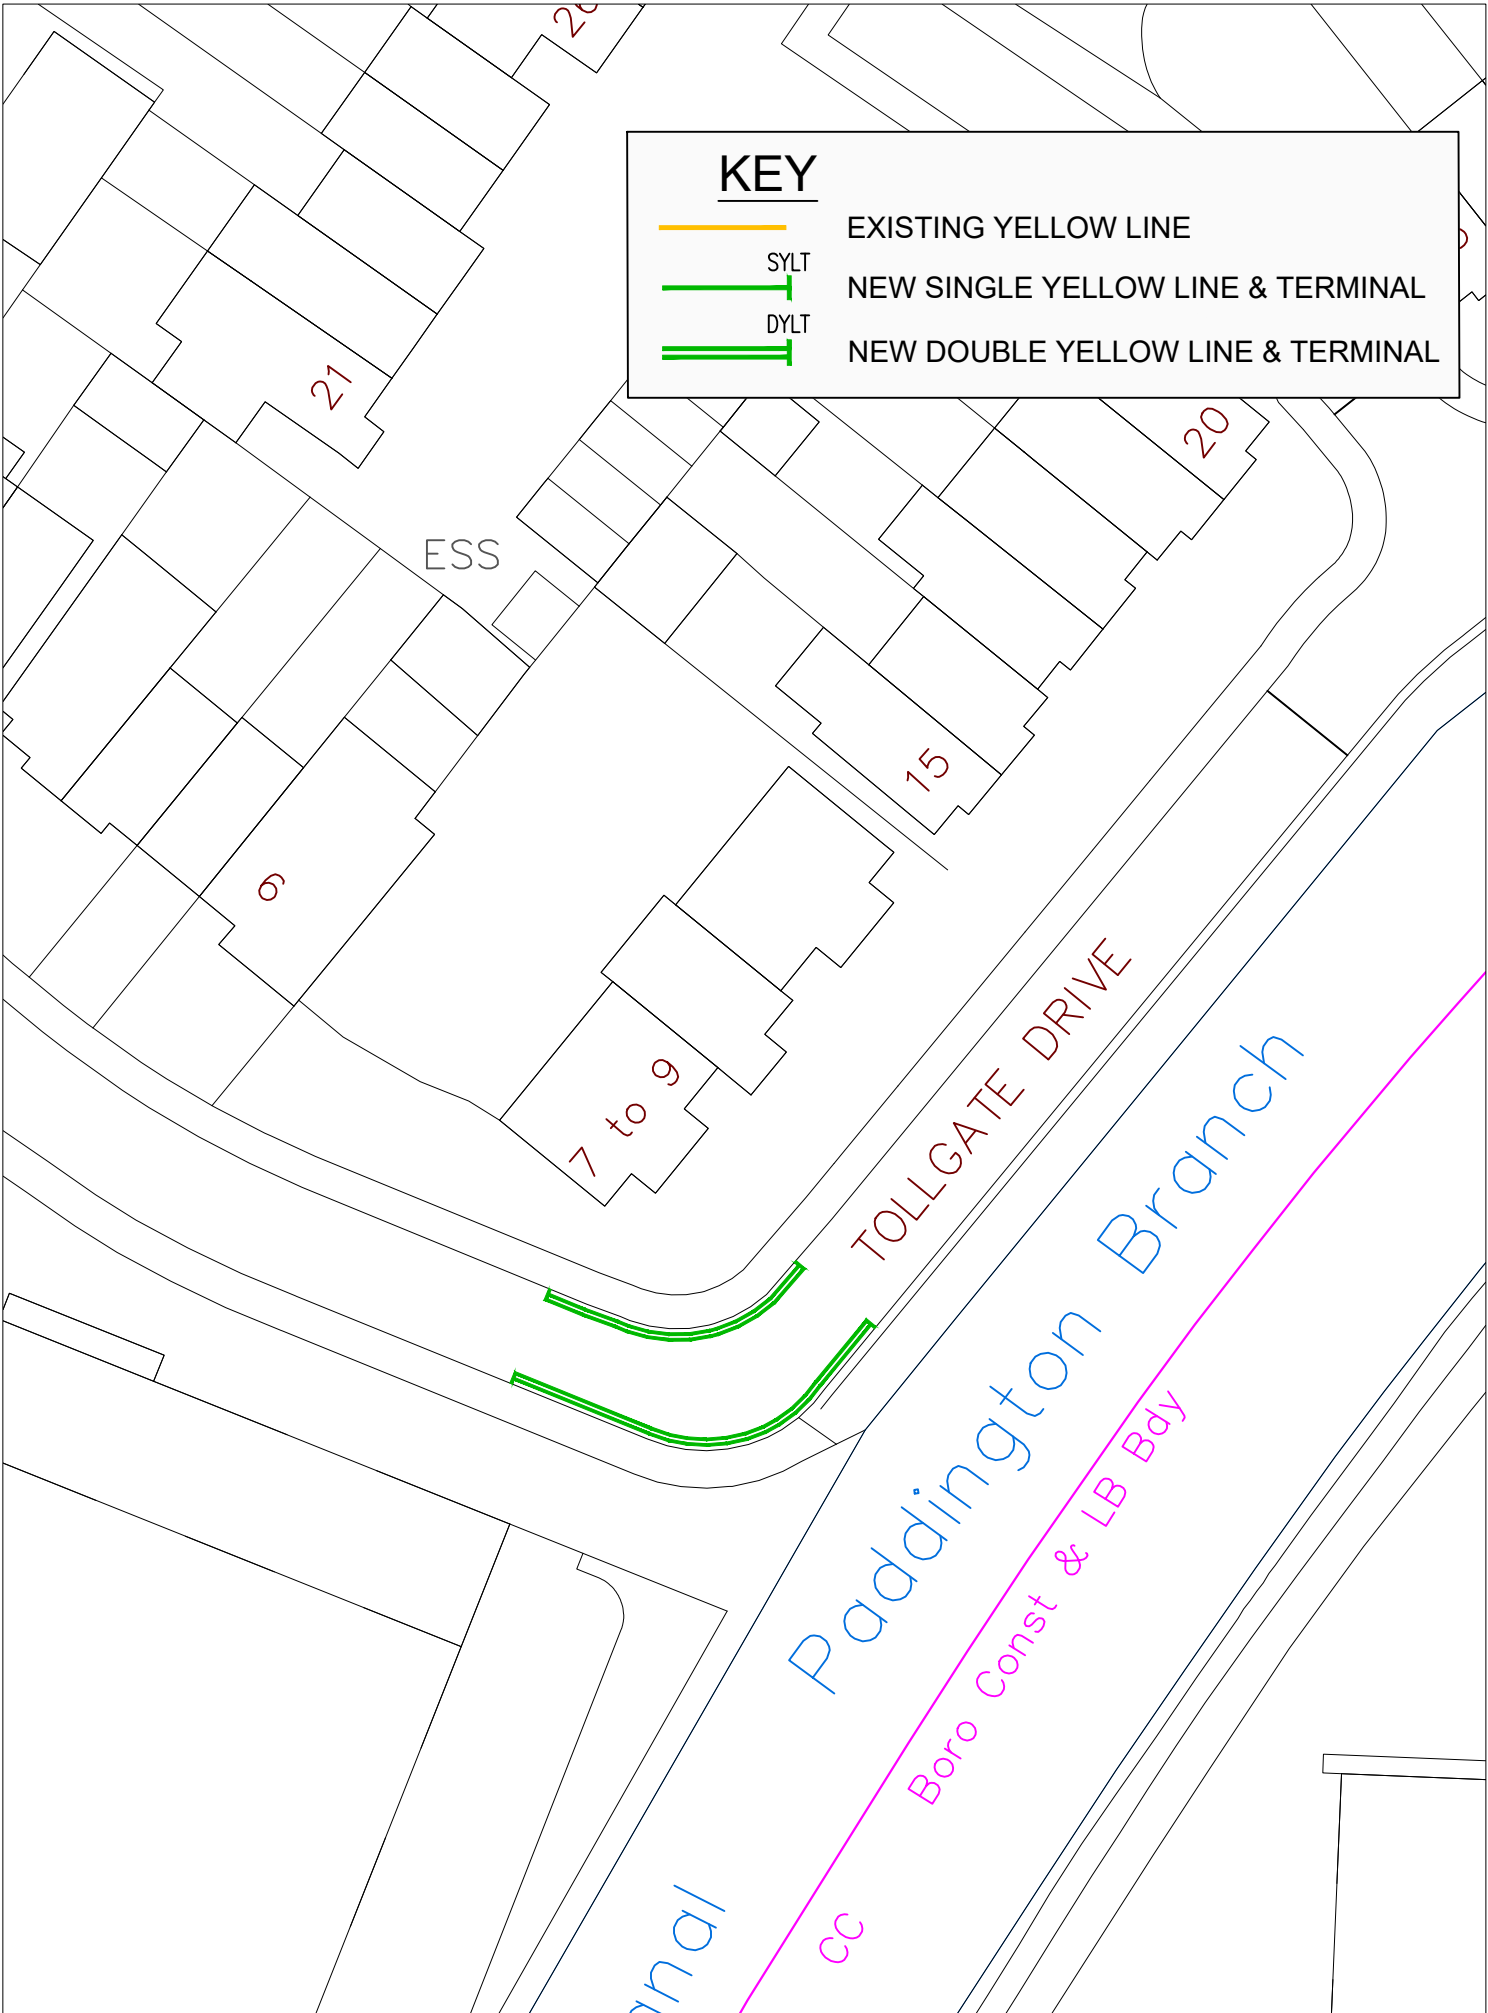 KEY
EXISTING YELLOW LINE
SYLT
NEW SINGLE YELLOW LINE & TERMINAL
DYLT
NEW DOUBLE YELLOW LINE & TERMINAL
21
20
ESS
15
6
7 to 9
TOLLGATE DRIVE
Paddington Branch
Boro Const & LB Bdy
CC